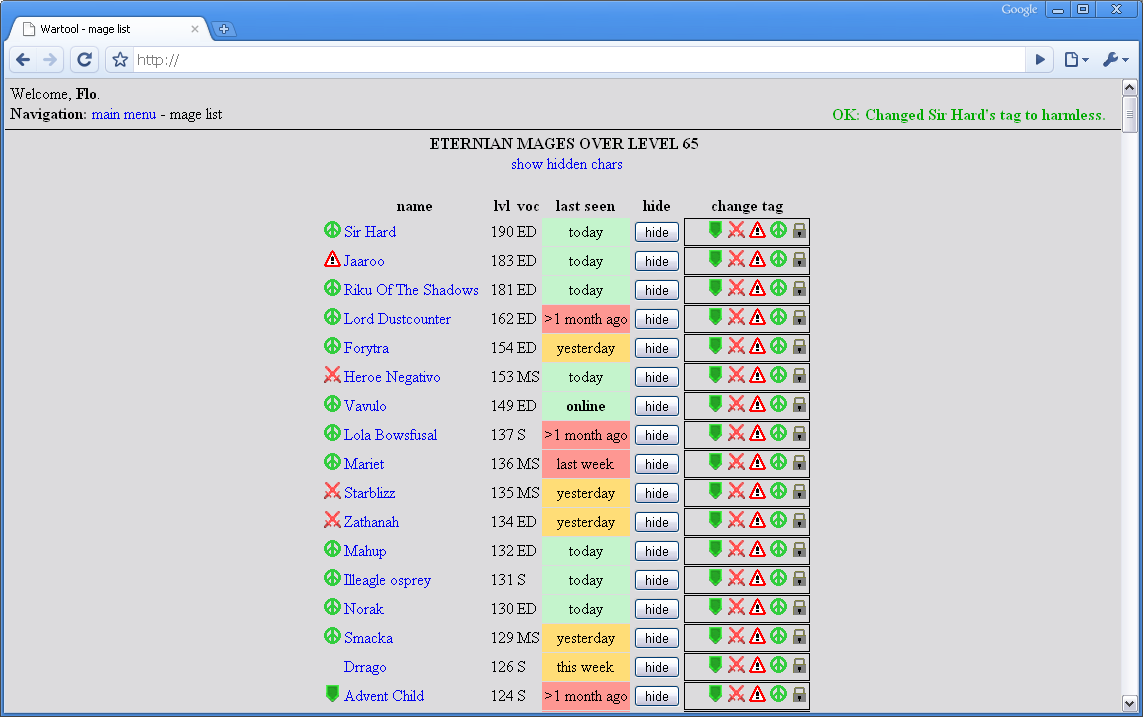 Google
Wartool - mage list
http://
Welcome, Flo.
Navigation: main menu - mage list
OK: Changed Sir Hard's tag to harmless.
ETERNIAN MAGES OVER LEVEL 65
show hidden chars
name lvl voc last seen hide change tag
Sir Hard 190 ED today hide
Jaaroo 183 ED today hide
Riku Of The Shadows 181 ED today hide
Lord Dustcounter 162 ED >1 month ago hide
Forytra 154 ED yesterday hide
Heroe Negativo 153 MS today hide
Vavulo 149 ED online hide
Lola Bowsfusal 137 S >1 month ago hide
Mariet 136 MS last week hide
Starblizz 135 MS yesterday hide
Zathanah 134 ED yesterday hide
Mahup 132 ED today hide
Illeagle osprey 131 S today hide
Norak 130 ED today hide
Smacka 129 MS yesterday hide
Drrago 126 S this week hide
Advent Child 124 S >1 month ago hide